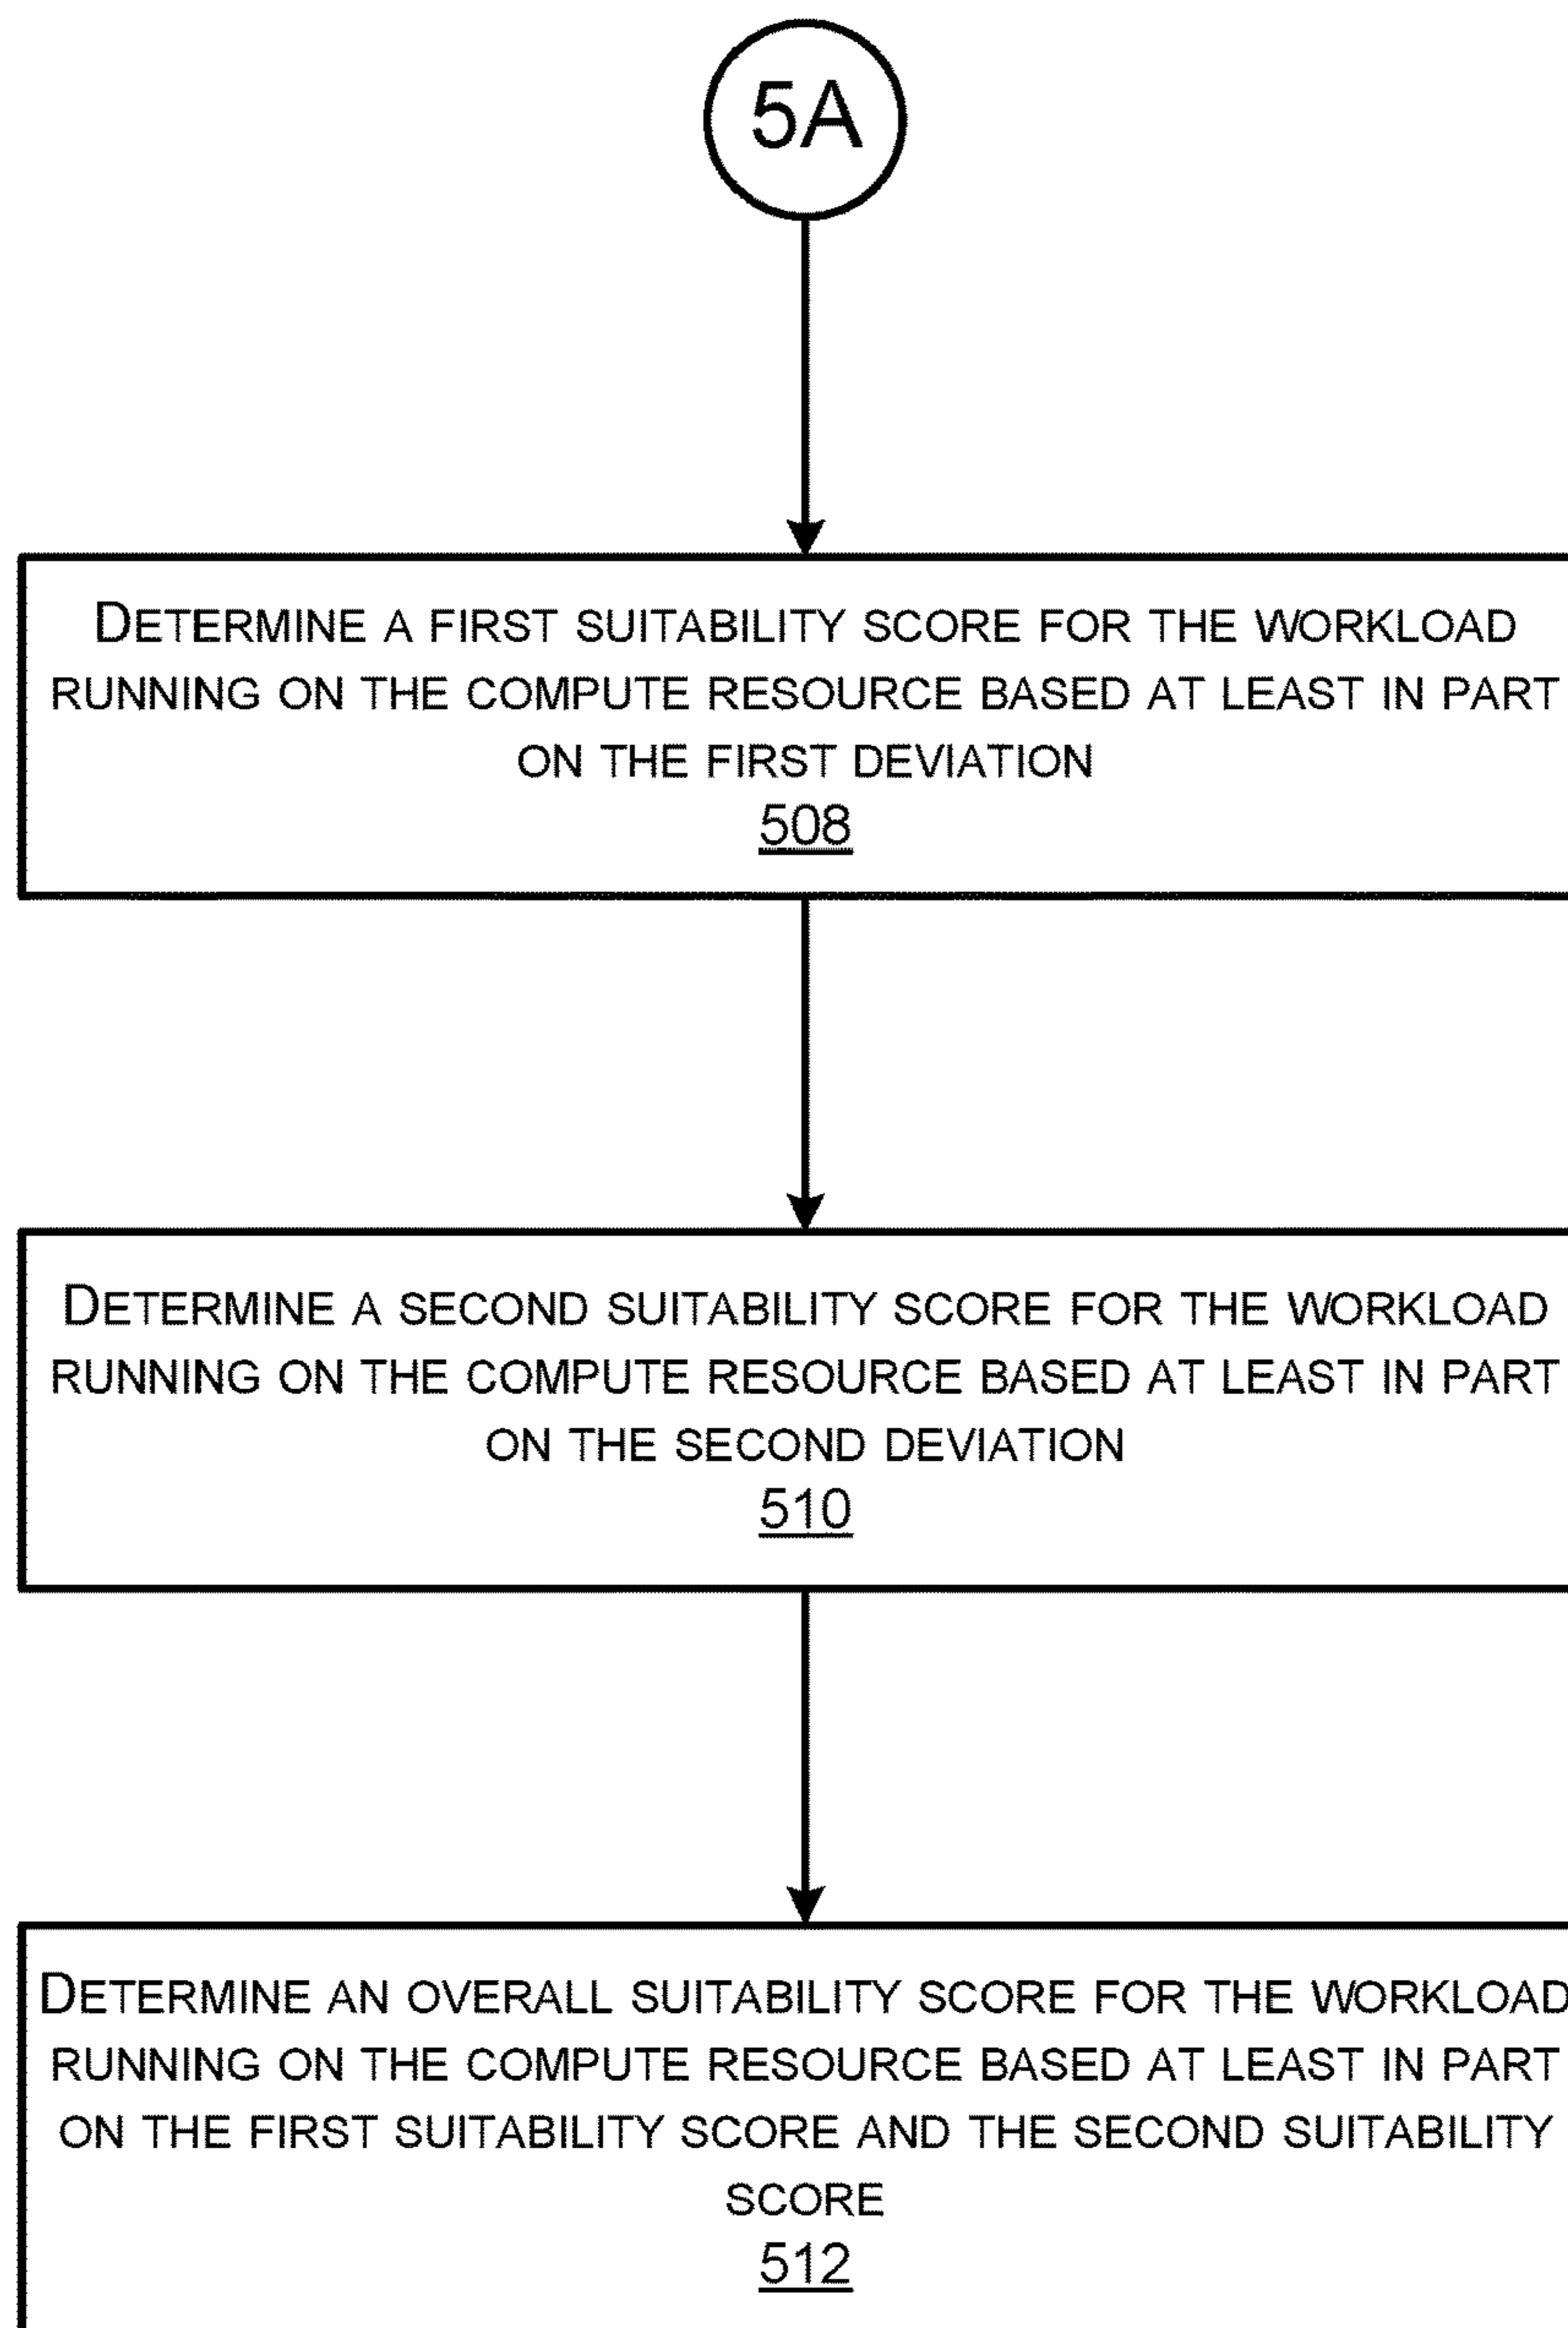 5A
DETERMINE A FIRST SUITABILITY SCORE FOR THE WORKLOAD
RUNNING ON THE COMPUTE RESOURCE BASED AT LEAST IN PART
ON THE FIRST DEVIATION
508
DETERMINE A SECOND SUITABILITY SCORE FOR THE WORKLOAD
RUNNING ON THE COMPUTE RESOURCE BASED AT LEAST IN PART
ON THE SECOND DEVIATION
510
DETERMINE AN OVERALL SUITABILITY SCORE FOR THE WORKLOAD
RUNNING ON THE COMPUTE RESOURCE BASED AT LEAST IN PART
ON THE FIRST SUITABILITY SCORE AND THE SECOND SUITABILITY
SCORE
512